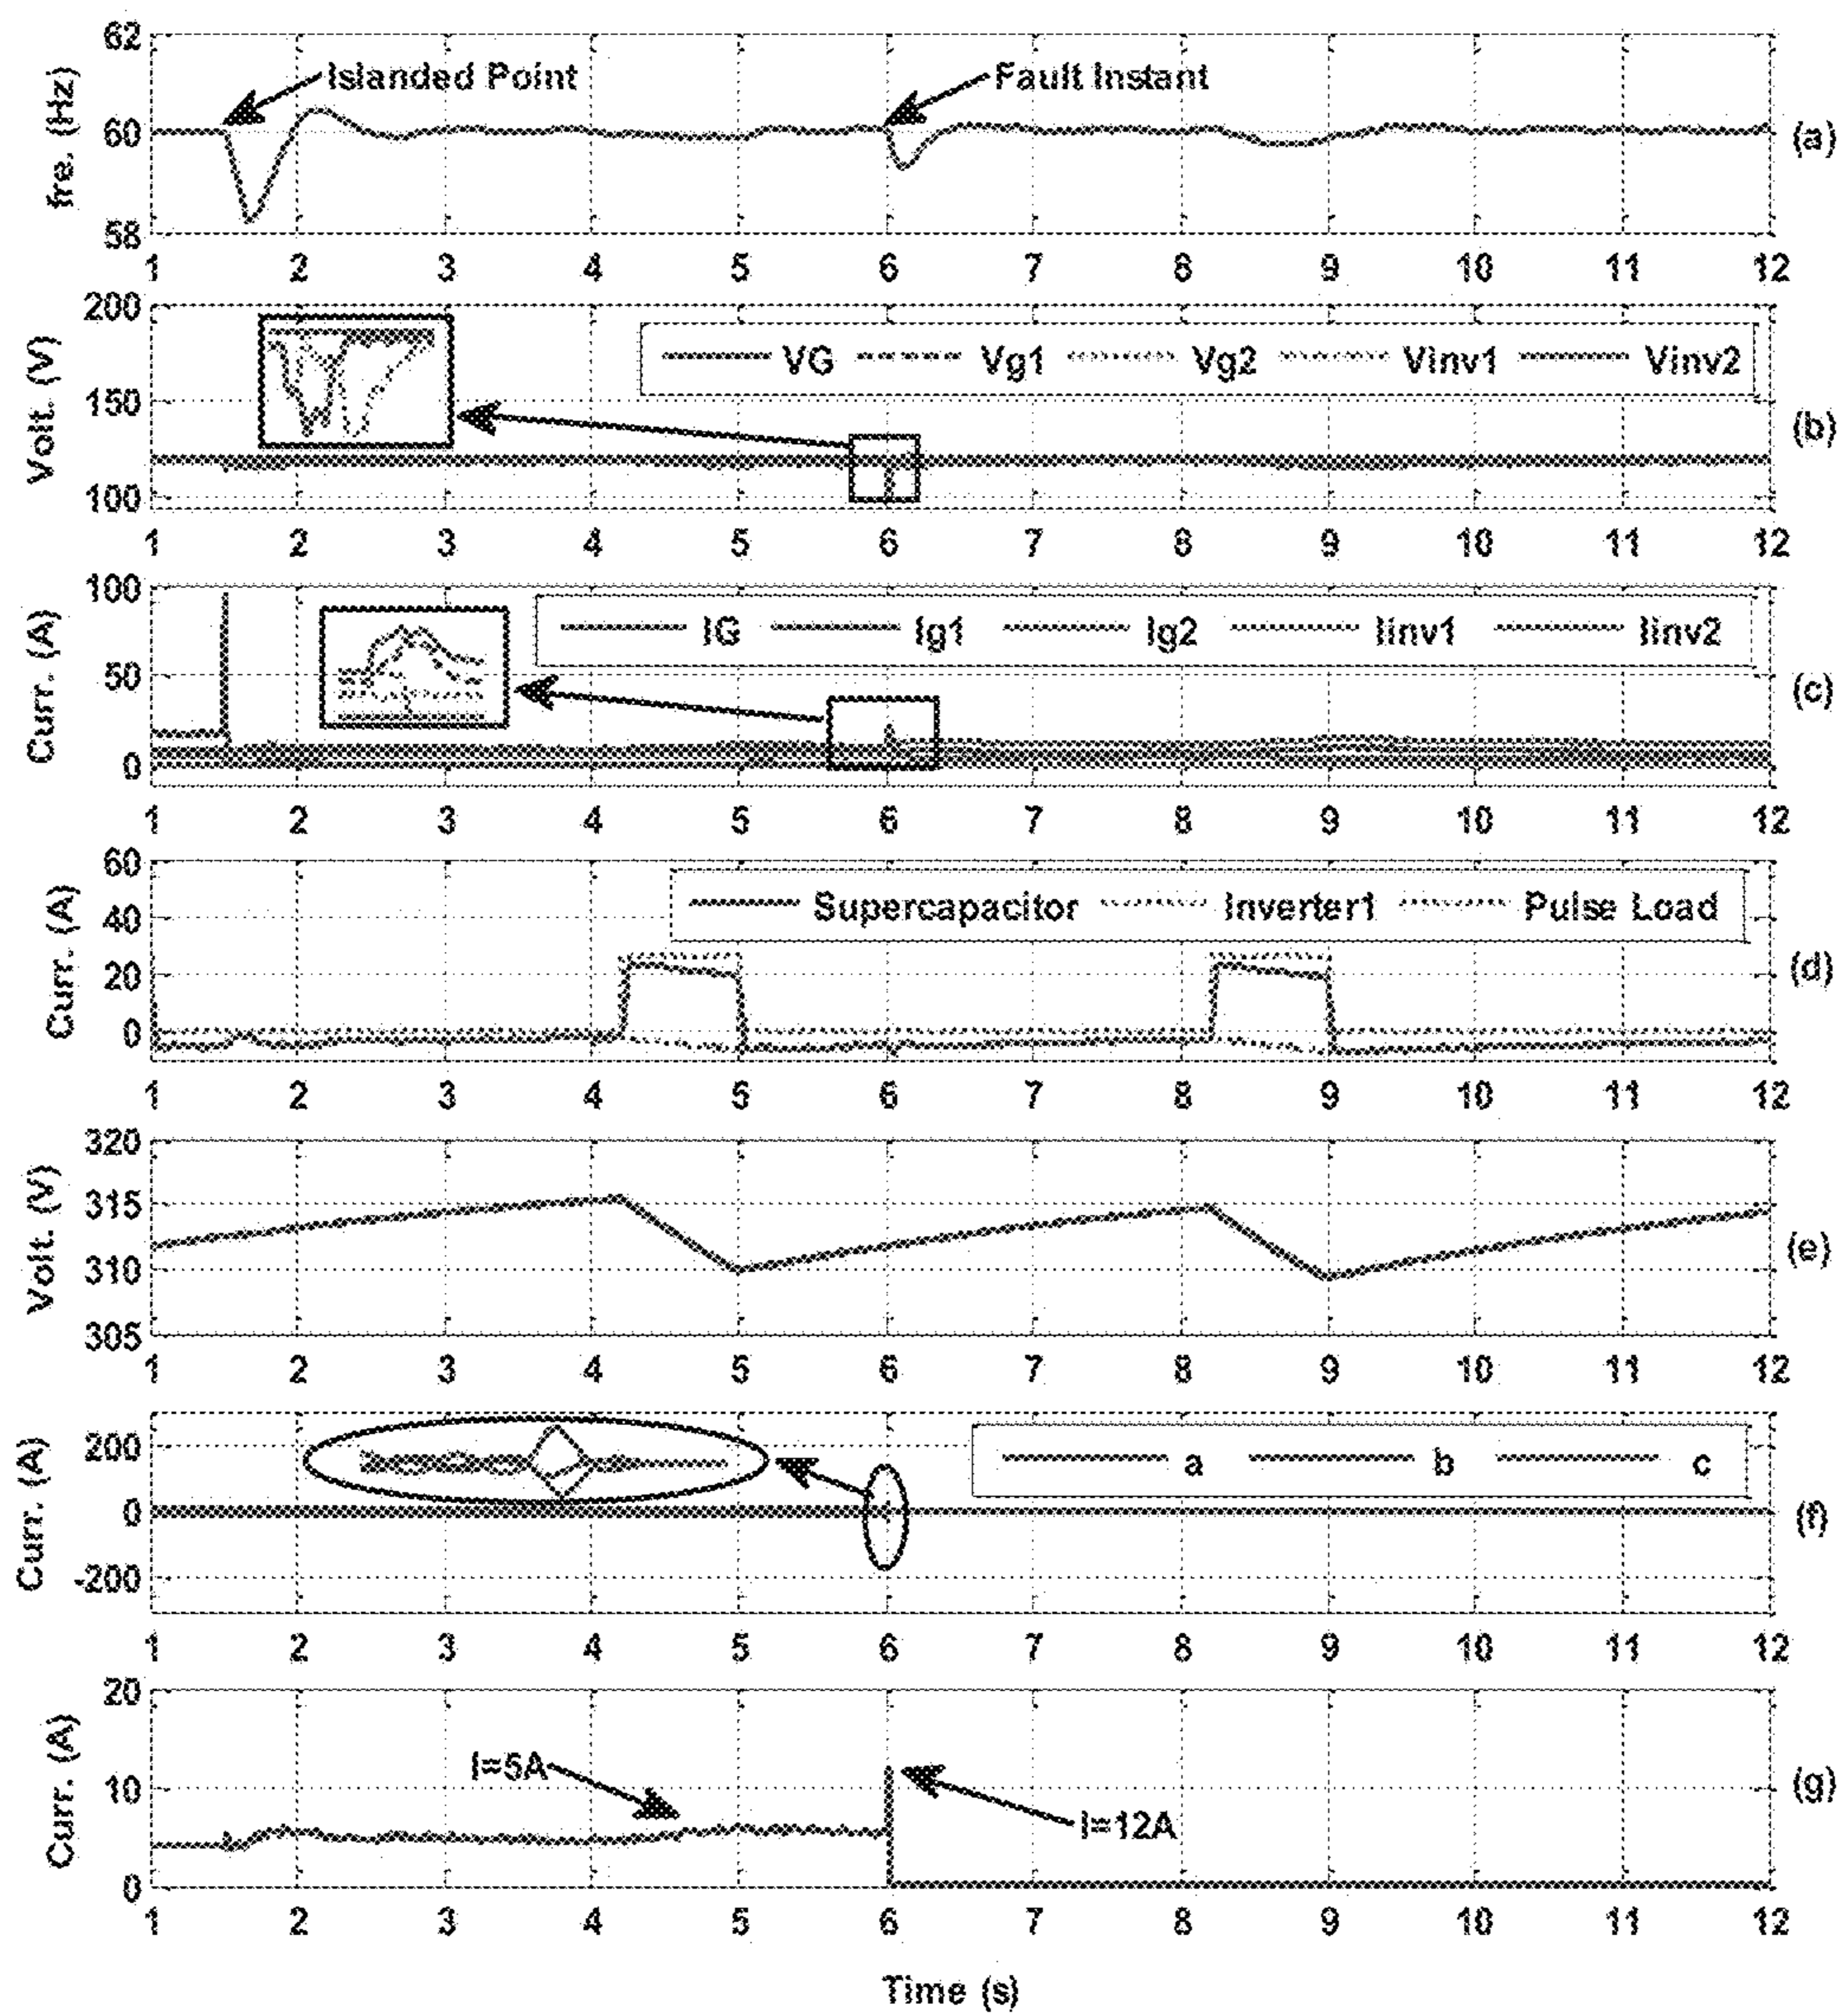 62
60
58
fre. (Hz)
Islanded Point
Fault Instant
(a)
1 2 3 4 5 6 7 8 9 10 11 12
200
150
100
Volt. (V)
VG Vg1 Vg2 Vinv1 Vinv2
(b)
1 2 3 4 5 6 7 8 9 10 11 12
100
50
0
Curr. (A)
IG Ig1 Ig2 Iinv1 Iinv2
(c)
1 2 3 4 5 6 7 8 9 10 11 12
60
40
20
0
Curr. (A)
Supercapacitor Inverter1 Pulse Load
(d)
1 2 3 4 5 6 7 8 9 10 11 12
320
315
310
305
Volt. (V)
(e)
1 2 3 4 5 6 7 8 9 10 11 12
200
0
-200
Curr. (A)
a b c
(f)
1 2 3 4 5 6 7 8 9 10 11 12
20
10
0
Curr. (A)
I=5A
I=12A
(g)
1 2 3 4 5 6 7 8 9 10 11 12
Time (s)